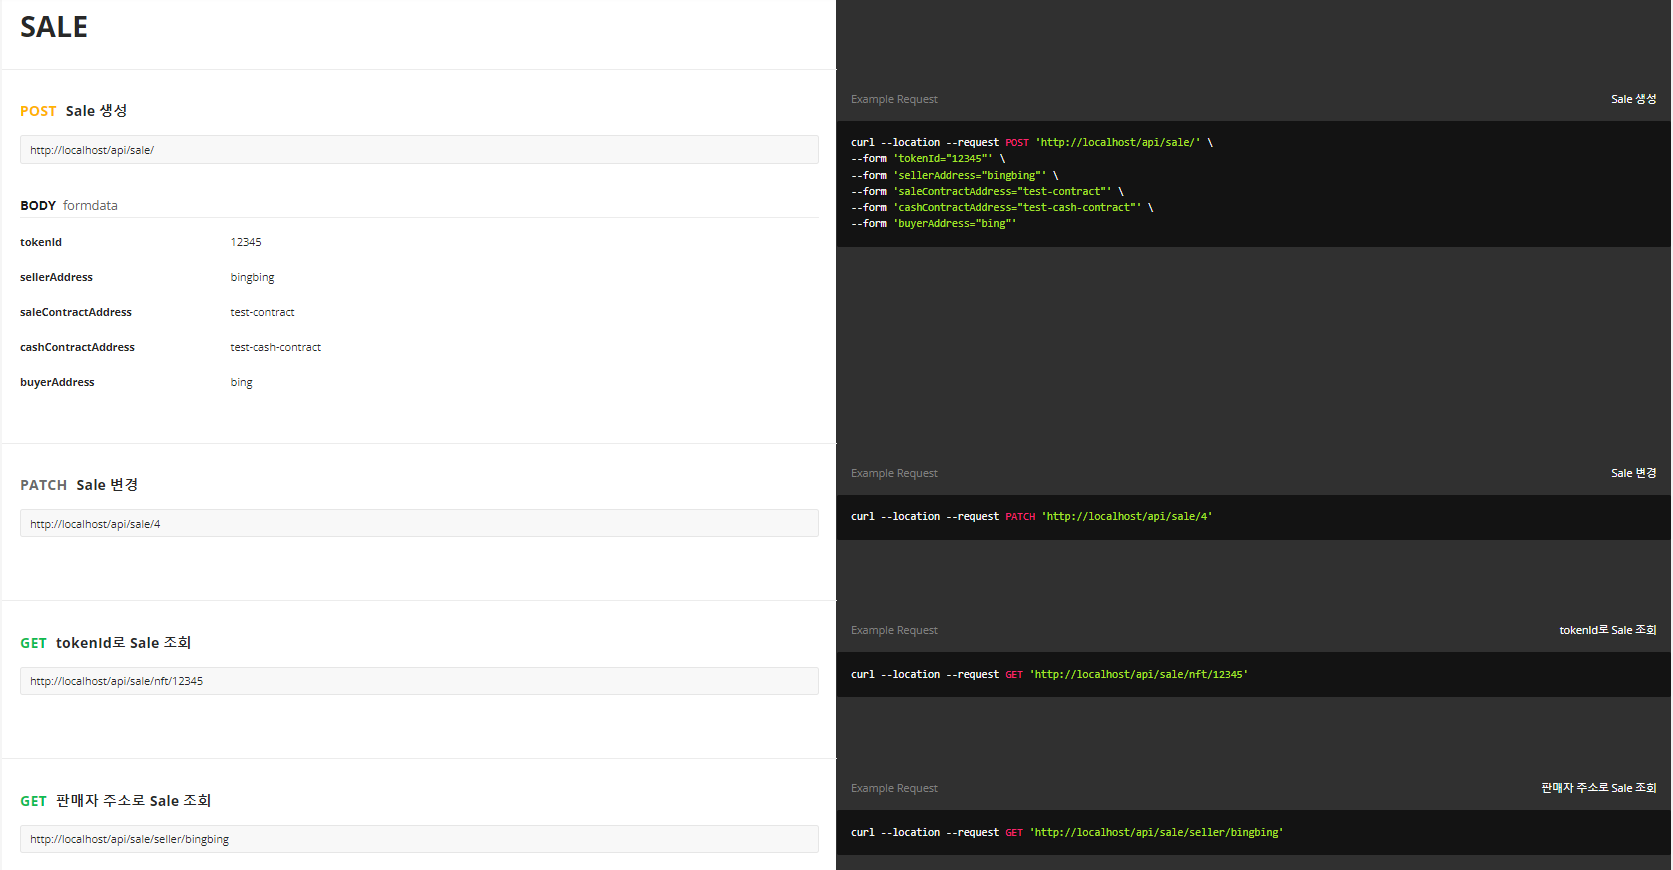 SALE
POST Sale 생성
http://localhost/api/sale/
BODY formdata
tokenId 12345
sellerAddress bingbing
saleContractAddress test-contract
cashContractAddress test-cash-contract
buyerAddress bing
Example Request Sale 생성
curl --location --request POST 'http://localhost/api/sale/' \
--form 'tokenId="12345"' \
--form 'sellerAddress="bingbing"' \
--form 'saleContractAddress="test-contract"' \
--form 'cashContractAddress="test-cash-contract"' \
--form 'buyerAddress="bing"'
PATCH Sale 변경
http://localhost/api/sale/4
Example Request Sale 변경
curl --location --request PATCH 'http://localhost/api/sale/4'
GET tokenId로 Sale 조회
http://localhost/api/sale/nft/12345
Example Request tokenId로 Sale 조회
curl --location --request GET 'http://localhost/api/sale/nft/12345'
GET 판매자 주소로 Sale 조회
http://localhost/api/sale/seller/bingbing
Example Request 판매자 주소로 Sale 조회
curl --location --request GET 'http://localhost/api/sale/seller/bingbing'